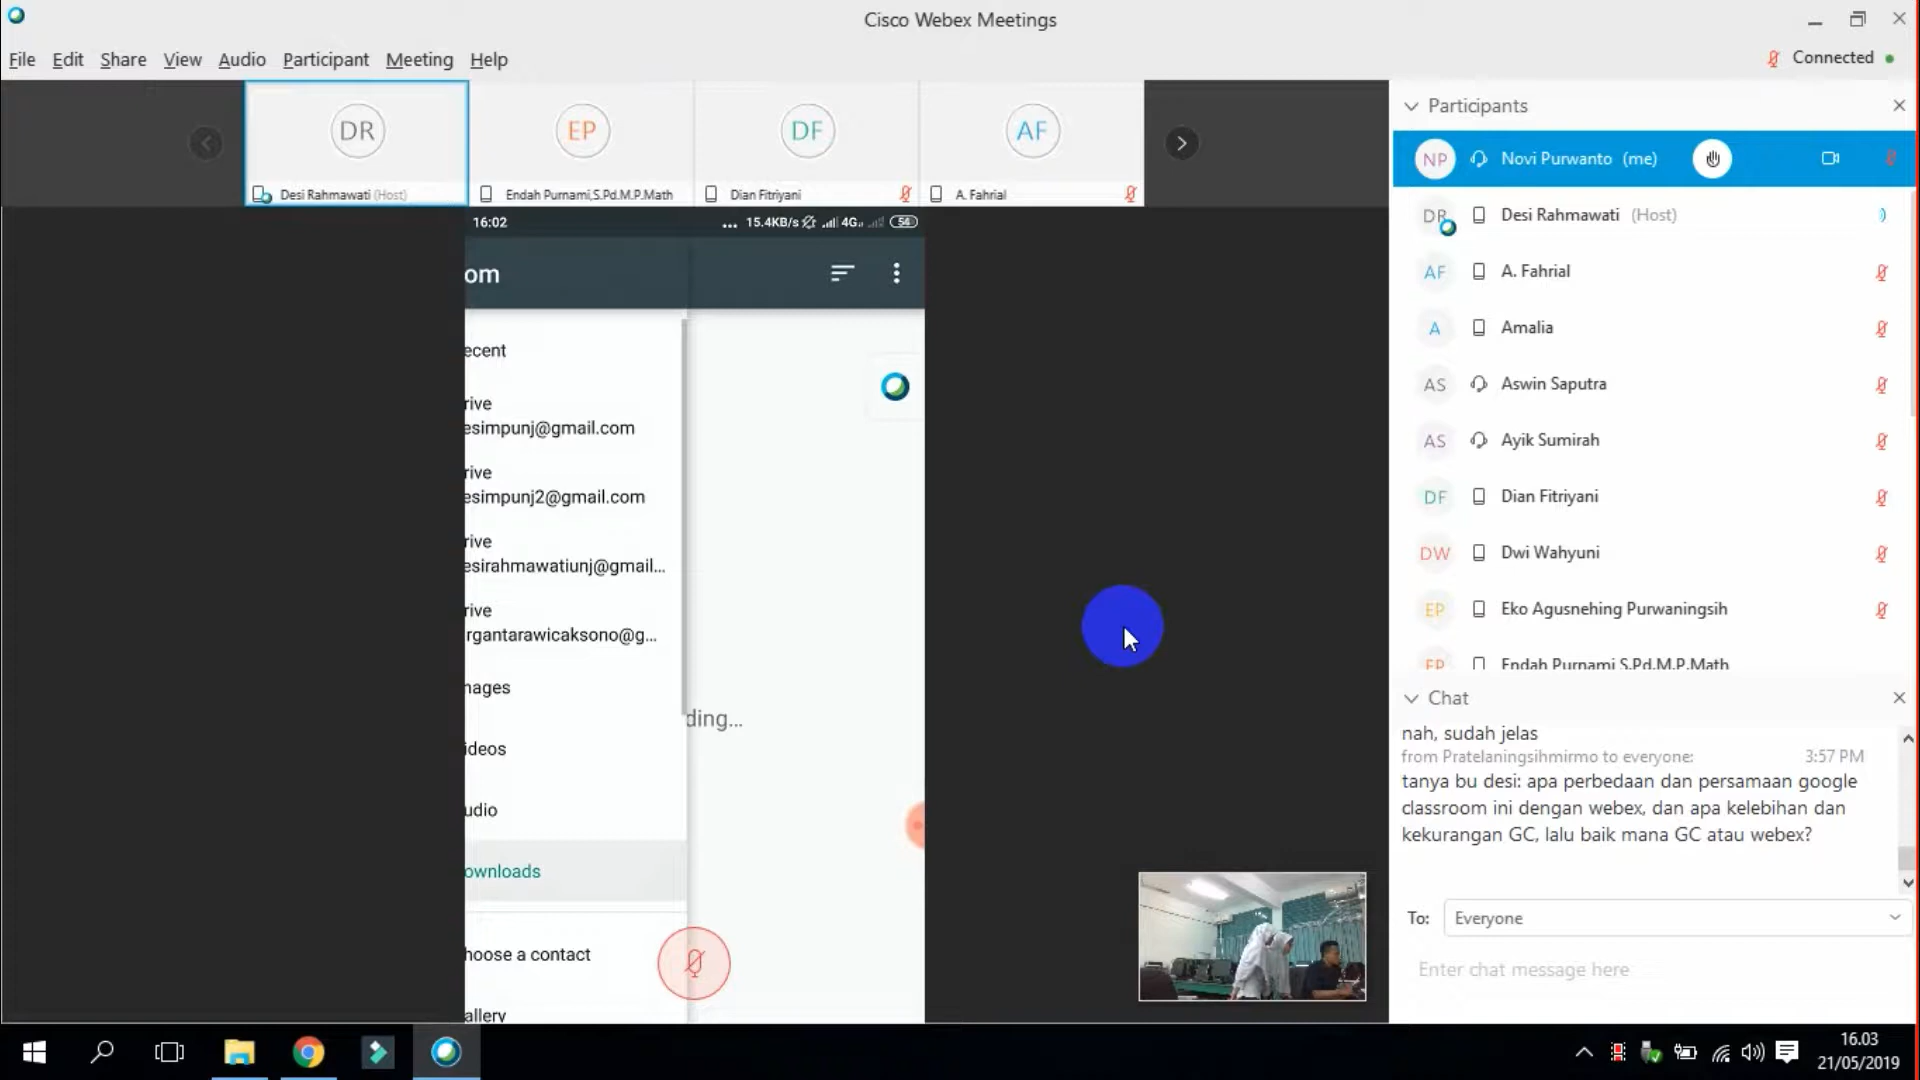 Cisco Webex Meetings
File Edit Share View Audio Participant Meeting Help
Connected
DR
EP
DF
AF
Desi Rahmawati (Host)
Endah Purnami,S.Pd.M.P.Math
Dian Fitriyani
A. Fahrial
16:02
... 15.4KB/s 4G 54
om
ecent
rive
esimpunj@gmail.com
rive
esimpunj2@gmail.com
rive
esirahmawatiunj@gmail...
rive
rgantarawicaksono@g...
nages
ding...
ideos
udio
ownloads
hoose a contact
allery
Participants
NP Novi Purwanto (me)
DR Desi Rahmawati (Host)
AF A. Fahrial
A Amalia
AS Aswin Saputra
AS Ayik Sumirah
DF Dian Fitriyani
DW Dwi Wahyuni
EP Eko Agusnehing Purwaningsih
EP Endah Purnami S.Pd.M.P.Math
Chat
nah, sudah jelas
from Pratelaningsihmirmo to everyone: 3:57 PM
tanya bu desi: apa perbedaan dan persamaan google
classroom ini dengan webex, dan apa kelebihan dan
kekurangan GC, lalu baik mana GC atau webex?
To: Everyone
Enter chat message here
16.03
21/05/2019